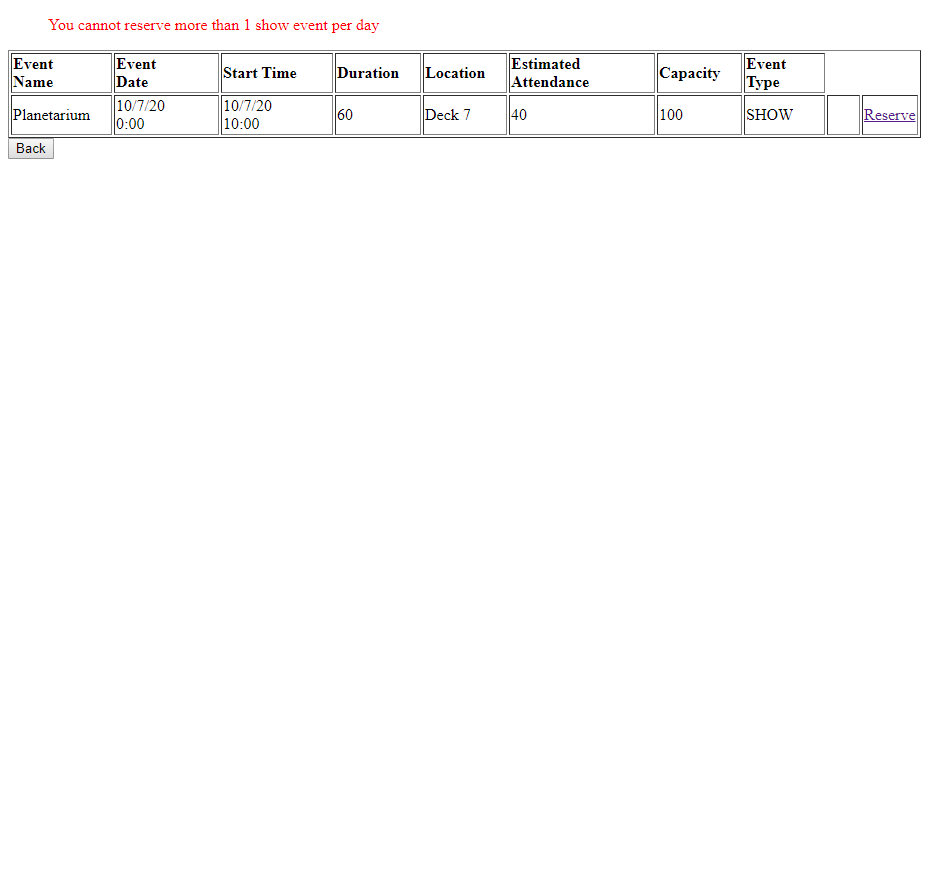 You cannot reserve more than 1 show event per day
Event Name Event Date Start Time Duration Location Estimated Attendance Capacity Event Type
Planetarium 10/7/20 0:00 10/7/20 10:00 60 Deck 7 40 100 SHOW Reserve
Back